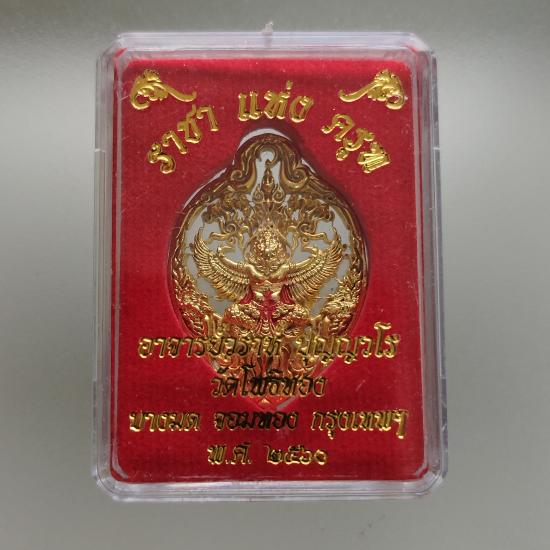 ราชา แห่ง ครุฑ
อาจารย์วราห์ ปุญญวโร
วัดโพธิทอง
บางมด จอมทอง กรุงเทพฯ
พ.ศ. ๒๕๖๐